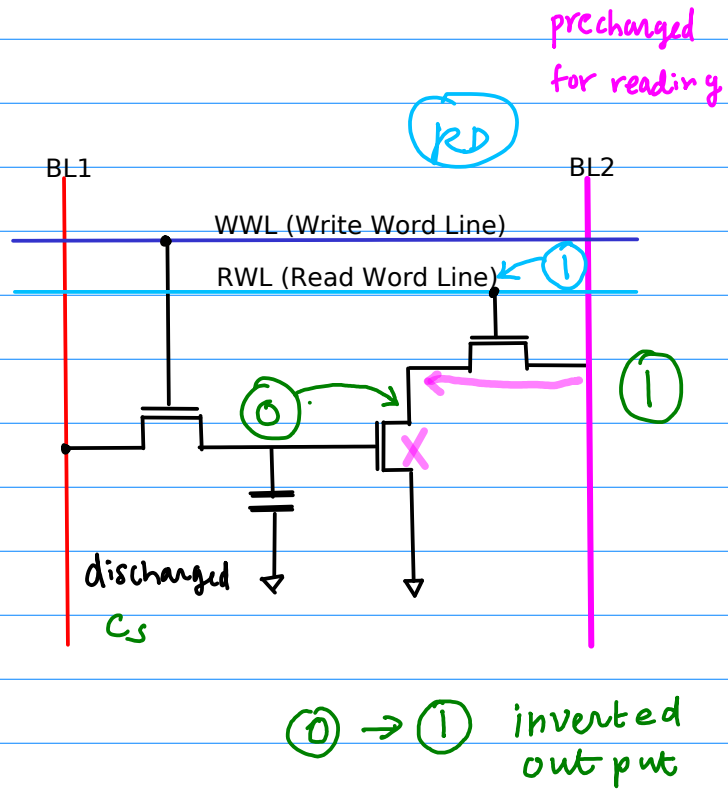 precharged
for reading
RD
BL1
BL2
WWL (Write Word Line)
RWL (Read Word Line)
1
0
1
X
discharged
Cs
0 → 1 inverted
output